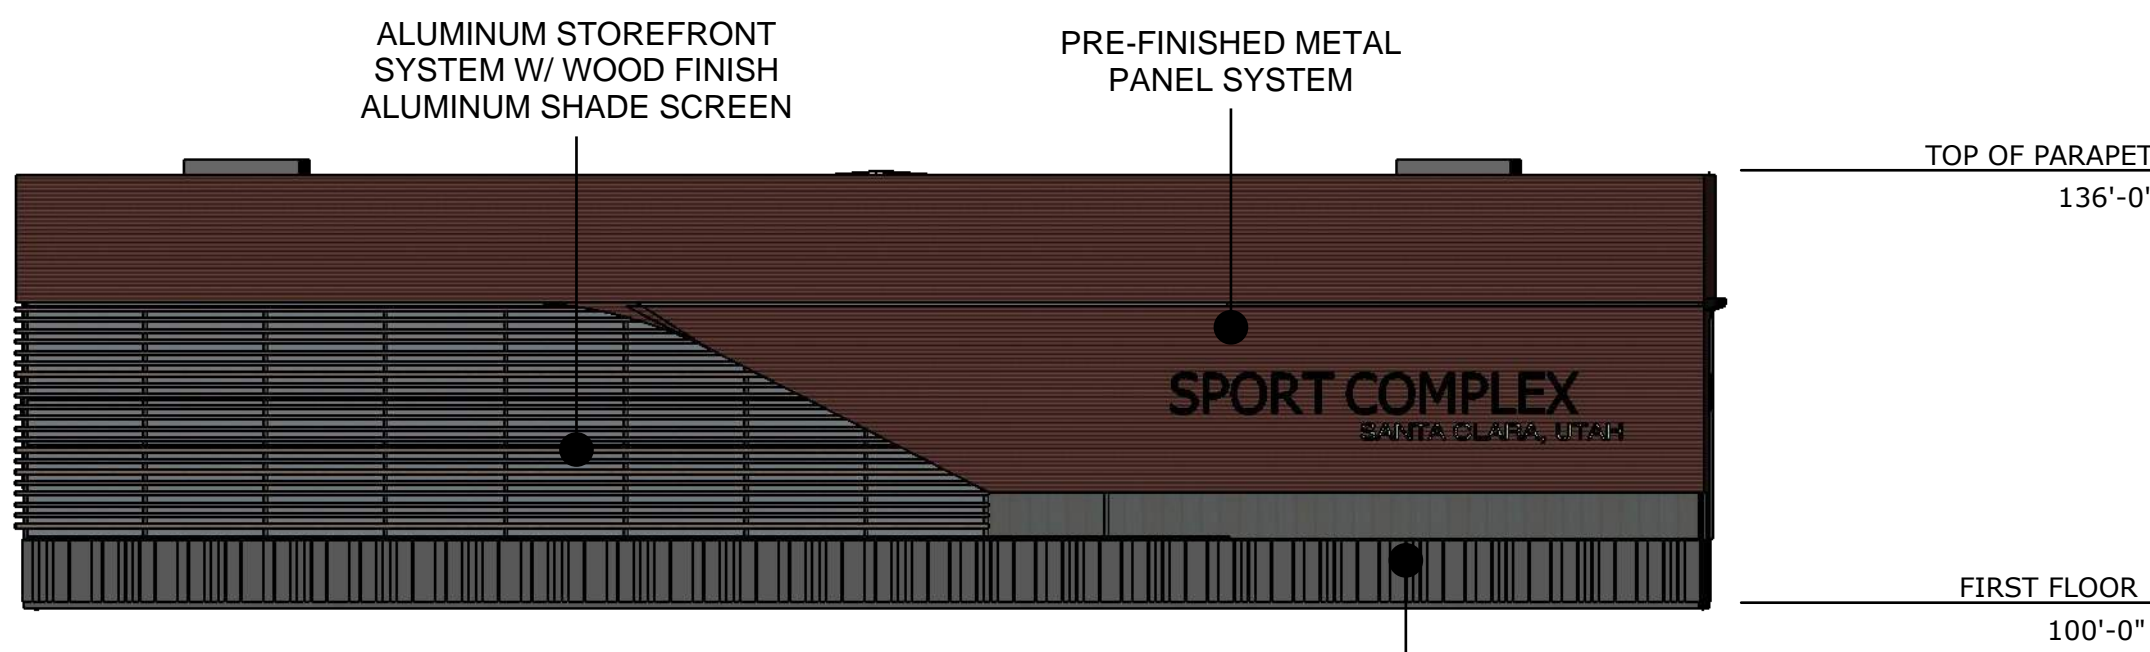 ALUMINUM STOREFRONT
SYSTEM W/ WOOD FINISH
ALUMINUM SHADE SCREEN
PRE-FINISHED METAL
PANEL SYSTEM
TOP OF PARAPET
136'-0"
SPORT COMPLEX
SANTA CLARA, UTAH
FIRST FLOOR
100'-0"